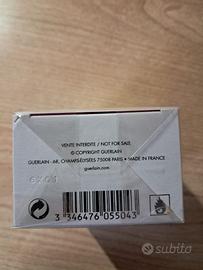 VENTE INTERDITE / NOT FOR SALE
© COPYRIGHT GUERLAIN
GUERLAIN - 68, CHAMPS-ÉLYSÉES 75008 PARIS • MADE IN FRANCE
guerlain.com
3 346476 055043
subito